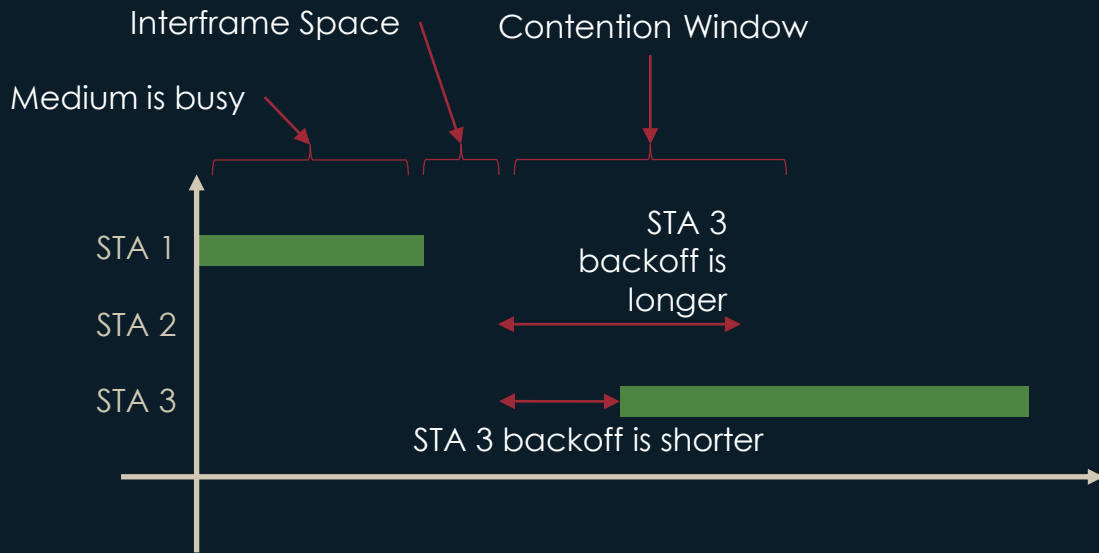 Interframe Space
Contention Window
Medium is busy
STA 1
STA 3
backoff is
longer
STA 2
STA 3
STA 3 backoff is shorter